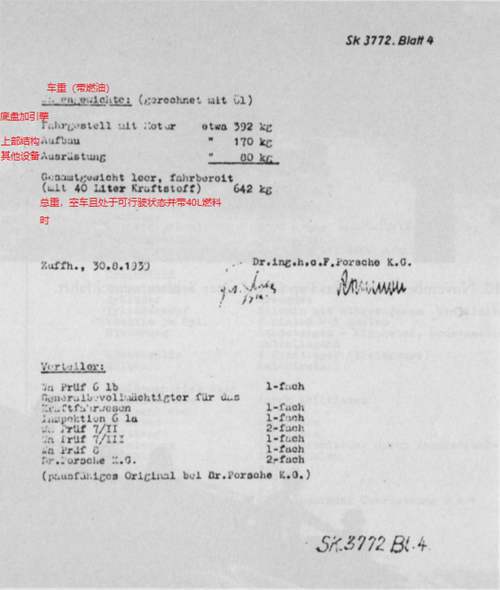 SK 3772. Blatt 4
车重（带燃油）
(gerechnet mit Öl)
底盘加引擎
Fahrgestell mit Motor etwa 392 kg
上部结构 Aufbau " 170 kg
其他设备 Ausrüstung " 80 kg
Gesamtgewicht leer, fahrbereit
(mit 40 Liter Kraftstoff) 642 kg
总重，空车且处于可行驶状态并带40L燃料
时
Zuffh., 30.8.1939 Dr.ing.h.c.F.Porsche K.G.
Verteiler:
Wa Prüf 6 1b 1-fach
Generalbevollmächtigter für das
Kraftfahrwesen 1-fach
Inspektion 6 1a 1-fach
Wa Prüf 7/II 2-fach
Wa Prüf 7/III 1-fach
Wa Prüf 6 1-fach
Dr.Porsche K.G. 2-fach
(pausfähiges Original bei Dr.Porsche K.G.)
SK.3772 Bl.4.